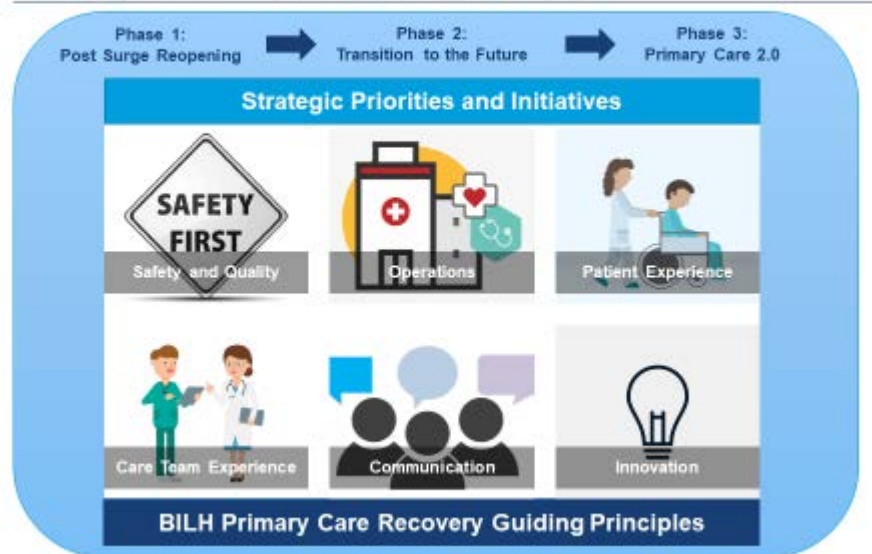 Phase 1:
Post Surge Reopening
Phase 2:
Transition to the Future
Phase 3:
Primary Care 2.0
Strategic Priorities and Initiatives
SAFETY
FIRST
Safety and Quality
Operations
Patient Experience
Care Team Experience
Communication
Innovation
BILH Primary Care Recovery Guiding Principles